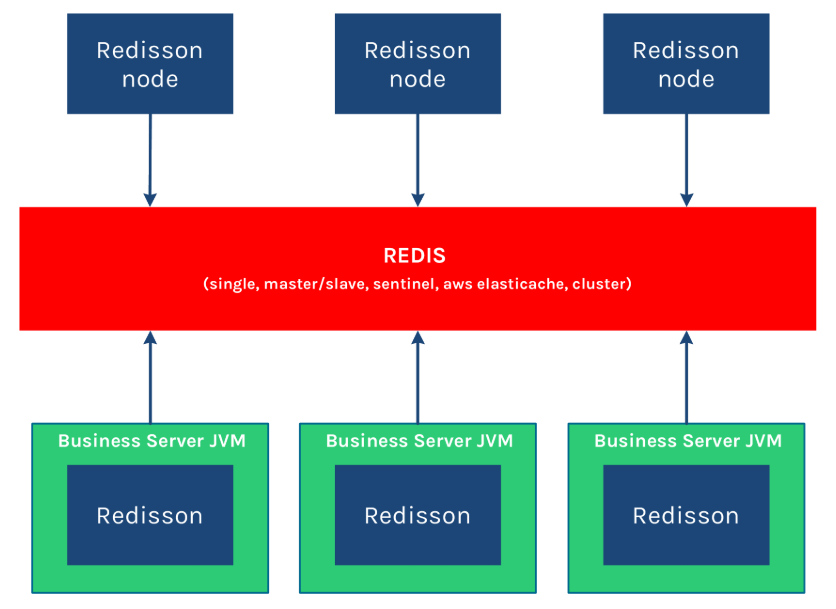 Redisson
node
Redisson
node
Redisson
node
REDIS
(single, master/slave, sentinel, aws elasticache, cluster)
Business Server JVM
Redisson
Business Server JVM
Redisson
Business Server JVM
Redisson